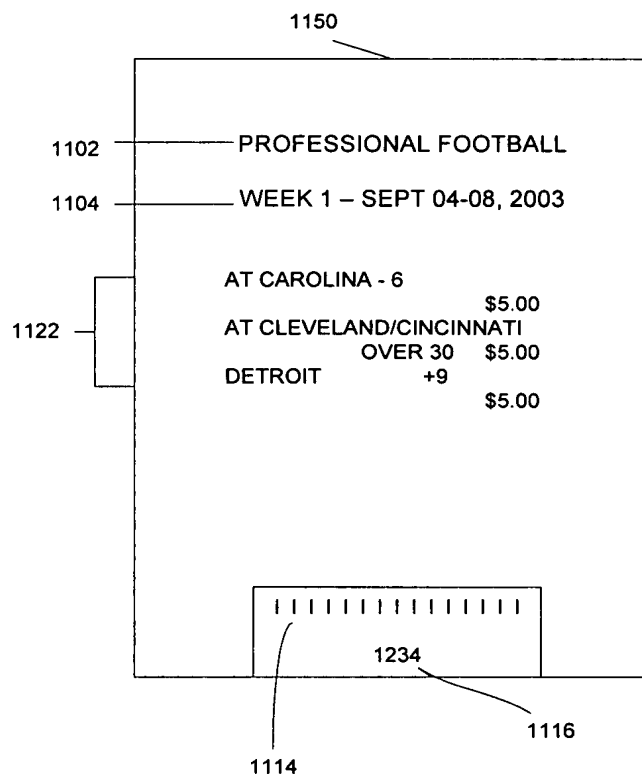 1150
1102 PROFESSIONAL FOOTBALL
1104 WEEK 1 – SEPT 04-08, 2003
AT CAROLINA - 6
$5.00
1122 AT CLEVELAND/CINCINNATI
OVER 30 $5.00
DETROIT +9
$5.00
1234
1116
1114